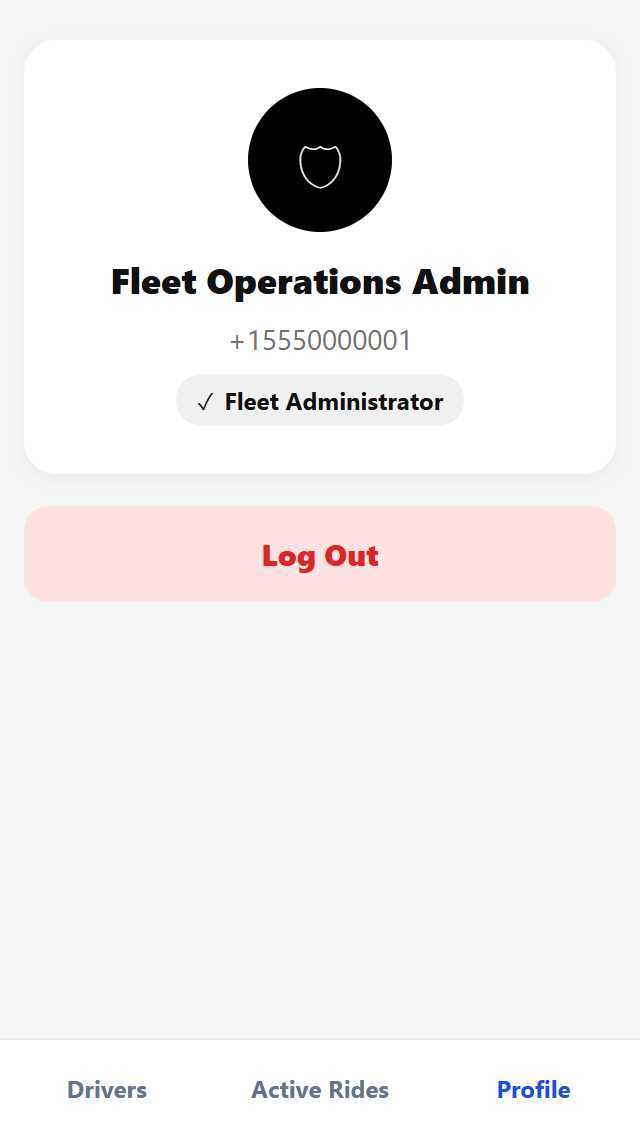 Fleet Operations Admin
+15550000001
✓ Fleet Administrator
Log Out
Drivers
Active Rides
Profile